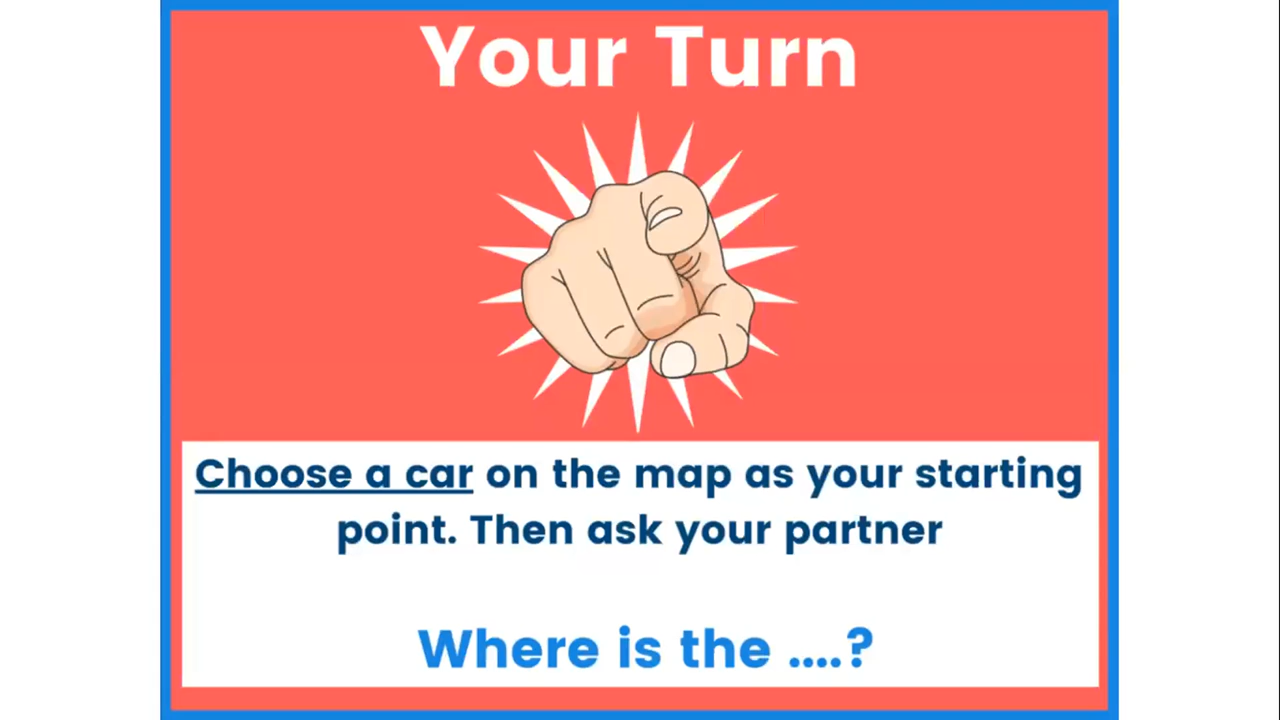 Your Turn
Choose a car on the map as your starting
point. Then ask your partner
Where is the ....?